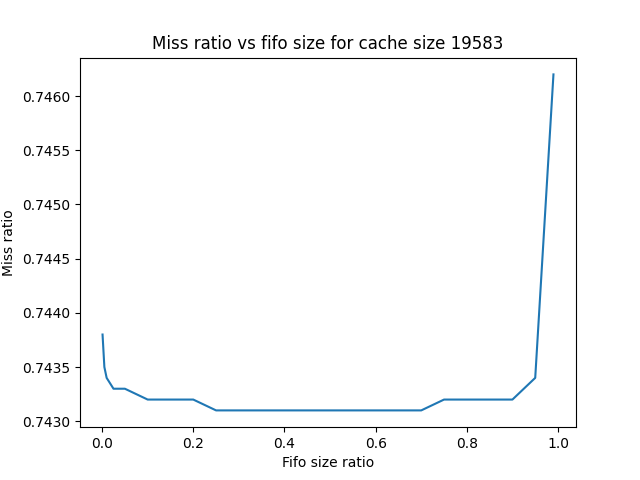 Miss ratio vs fifo size for cache size 19583
Miss ratio
0.7460
0.7455
0.7450
0.7445
0.7440
0.7435
0.7430
0.0 0.2 0.4 0.6 0.8 1.0
Fifo size ratio